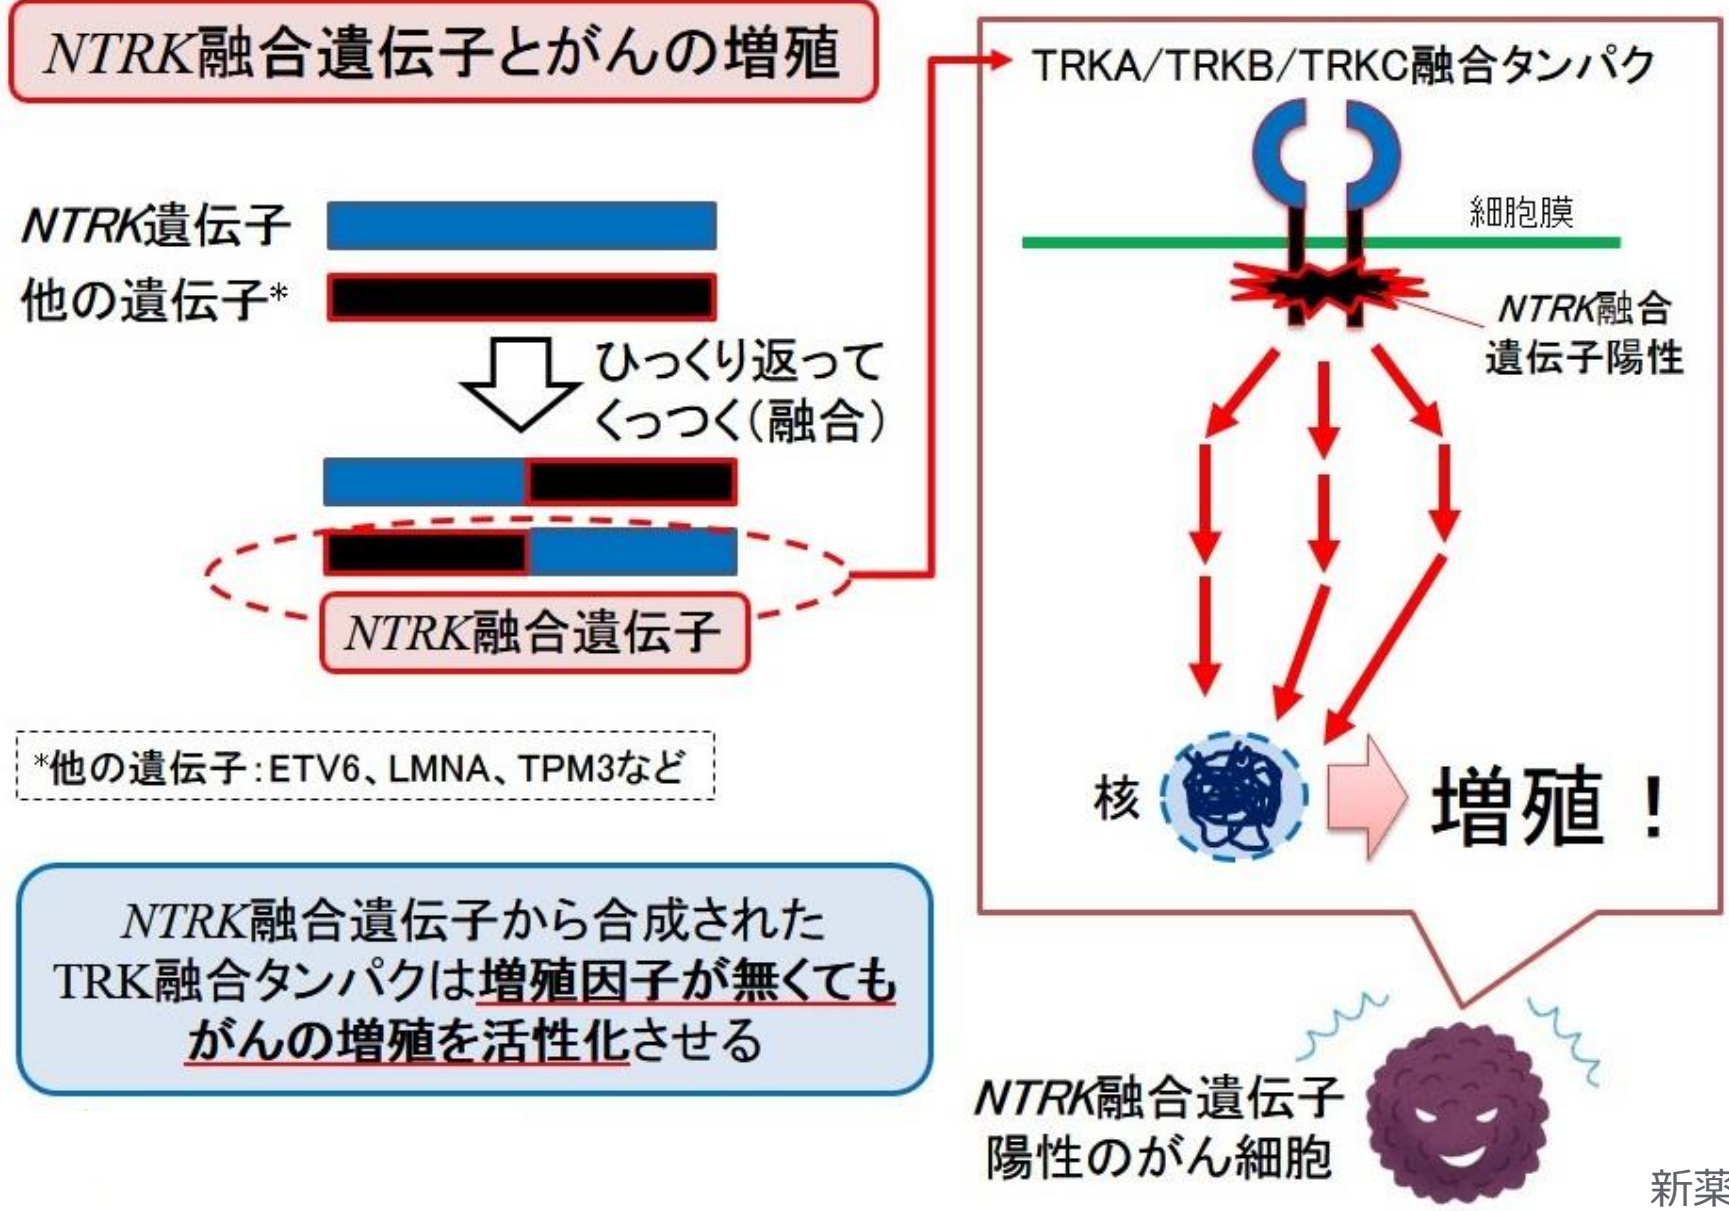 NTRK融合遺伝子とがんの増殖
NTRK遺伝子
他の遺伝子*
ひっくり返って
くっつく(融合)
NTRK融合遺伝子
*他の遺伝子:ETV6、LMNA、TPM3など
NTRK融合遺伝子から合成された
TRK融合タンパクは増殖因子が無くても
がんの増殖を活性化させる
TRKA/TRKB/TRKC融合タンパク
細胞膜
NTRK融合
遺伝子陽性
核
増殖!
NTRK融合遺伝子
陽性のがん細胞
新薬